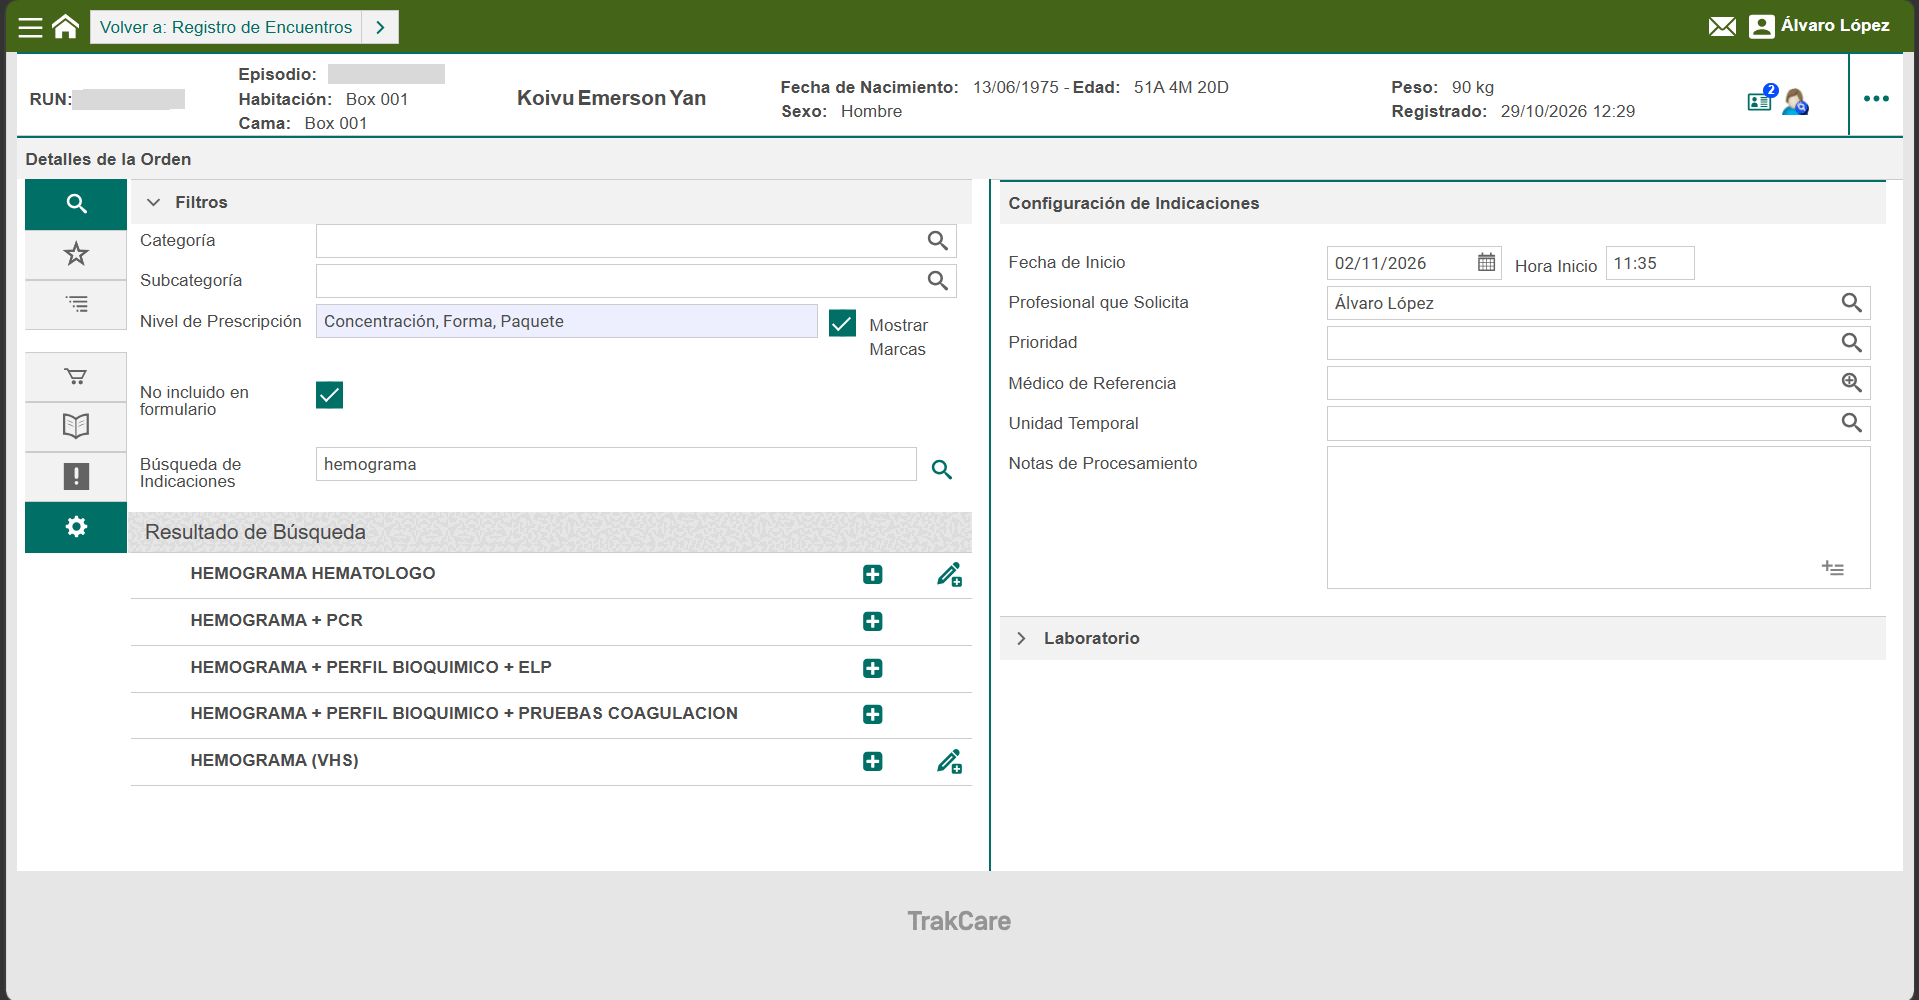 Volver a: Registro de Encuentros
Álvaro López
RUN:
Episodio:
Habitación: Box 001
Cama: Box 001
Koivu Emerson Yan
Fecha de Nacimiento: 13/06/1975 - Edad: 51A 4M 20D
Sexo: Hombre
Peso: 90 kg
Registrado: 29/10/2026 12:29
2
Detalles de la Orden
Filtros
Categoría
Subcategoría
Nivel de Prescripción Concentración, Forma, Paquete
Mostrar
Marcas
No incluido en
formulario
Búsqueda de
Indicaciones
hemograma
Resultado de Búsqueda
HEMOGRAMA HEMATOLOGO
HEMOGRAMA + PCR
HEMOGRAMA + PERFIL BIOQUIMICO + ELP
HEMOGRAMA + PERFIL BIOQUIMICO + PRUEBAS COAGULACION
HEMOGRAMA (VHS)
Configuración de Indicaciones
Fecha de Inicio 02/11/2026 Hora Inicio 11:35
Profesional que Solicita Álvaro López
Prioridad
Médico de Referencia
Unidad Temporal
Notas de Procesamiento
Laboratorio
TrakCare